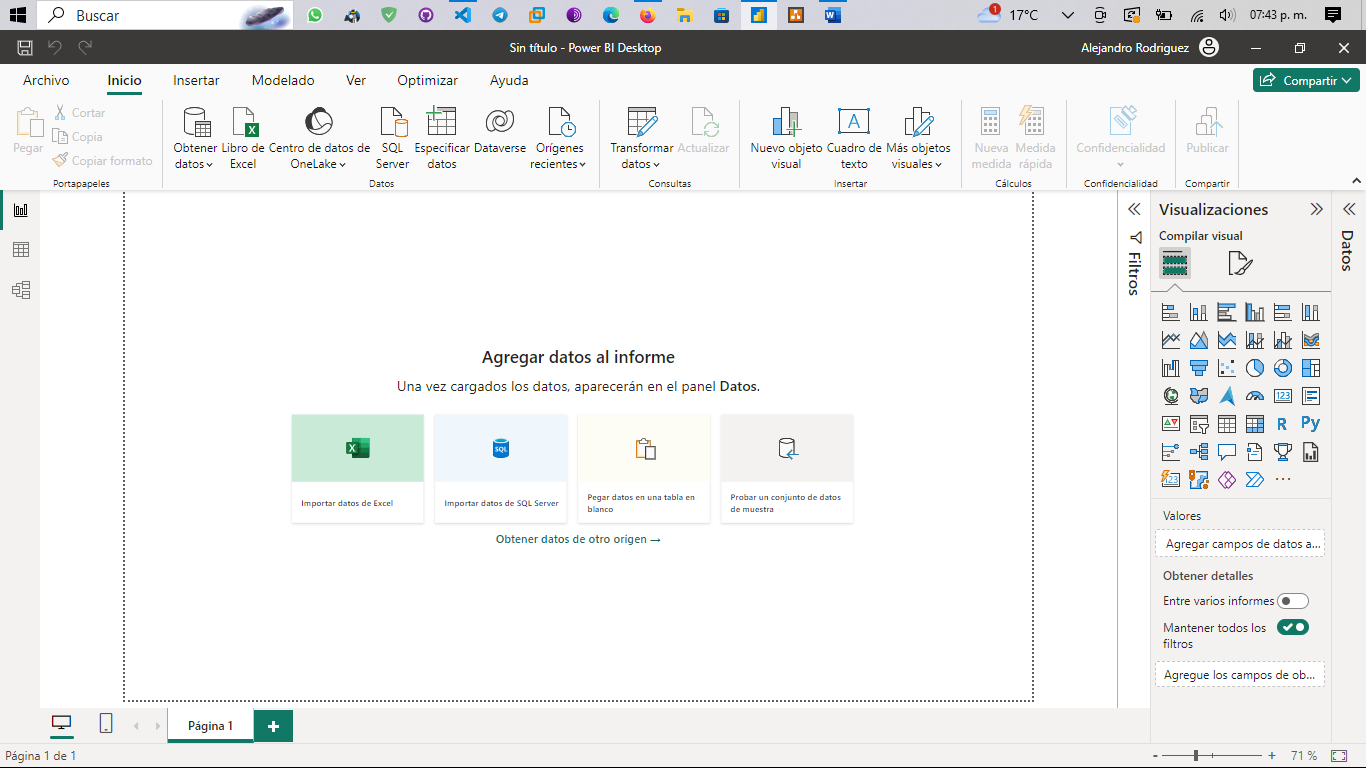 Buscar
1
17°C
07:43 p. m.
Sin título - Power BI Desktop
Alejandro Rodriguez
Archivo
Inicio
Insertar
Modelado
Ver
Optimizar
Ayuda
Compartir
Pegar
Cortar
Copia
Copiar formato
Portapapeles
Obtener
datos
Libro de
Excel
Centro de datos de
OneLake
SQL
Server
Especificar
datos
Dataverse
Orígenes
recientes
Datos
Transformar
datos
Actualizar
Consultas
Nuevo objeto
visual
A
Cuadro de
texto
Más objetos
visuales
Insertar
Nueva
medida
Medida
rápida
Cálculos
Confidencialidad
Confidencialidad
Publicar
Compartir
Filtros
Visualizaciones
Compilar visual
123
R
Py
123
Valores
Agregar campos de datos a...
Obtener detalles
Entre varios informes
Mantener todos los
filtros
Agregue los campos de ob...
Datos
Agregar datos al informe
Una vez cargados los datos, aparecerán en el panel Datos.
SQL
Importar datos de Excel
Importar datos de SQL Server
Pegar datos en una tabla en
blanco
Probar un conjunto de datos
de muestra
Obtener datos de otro origen →
Página 1
+
Página 1 de 1
- + 71 %